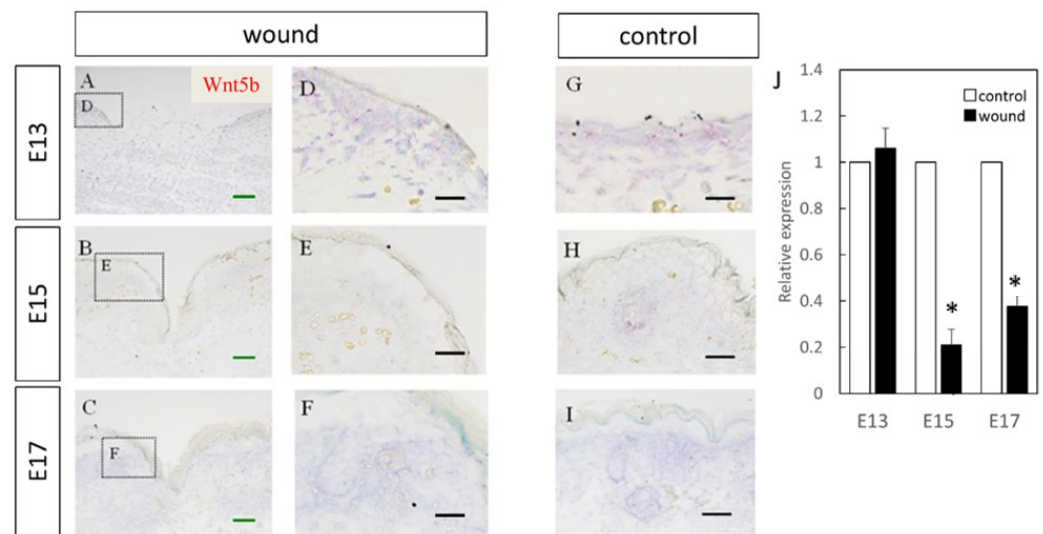 wound
control
E13
E15
E17
A
Wnt5b
D
D
G
B
E
E
H
C
F
F
I
J
1.4
1.2
1
0.8
0.6
0.4
0.2
0
Relative expression
control
wound
*
*
E13
E15
E17